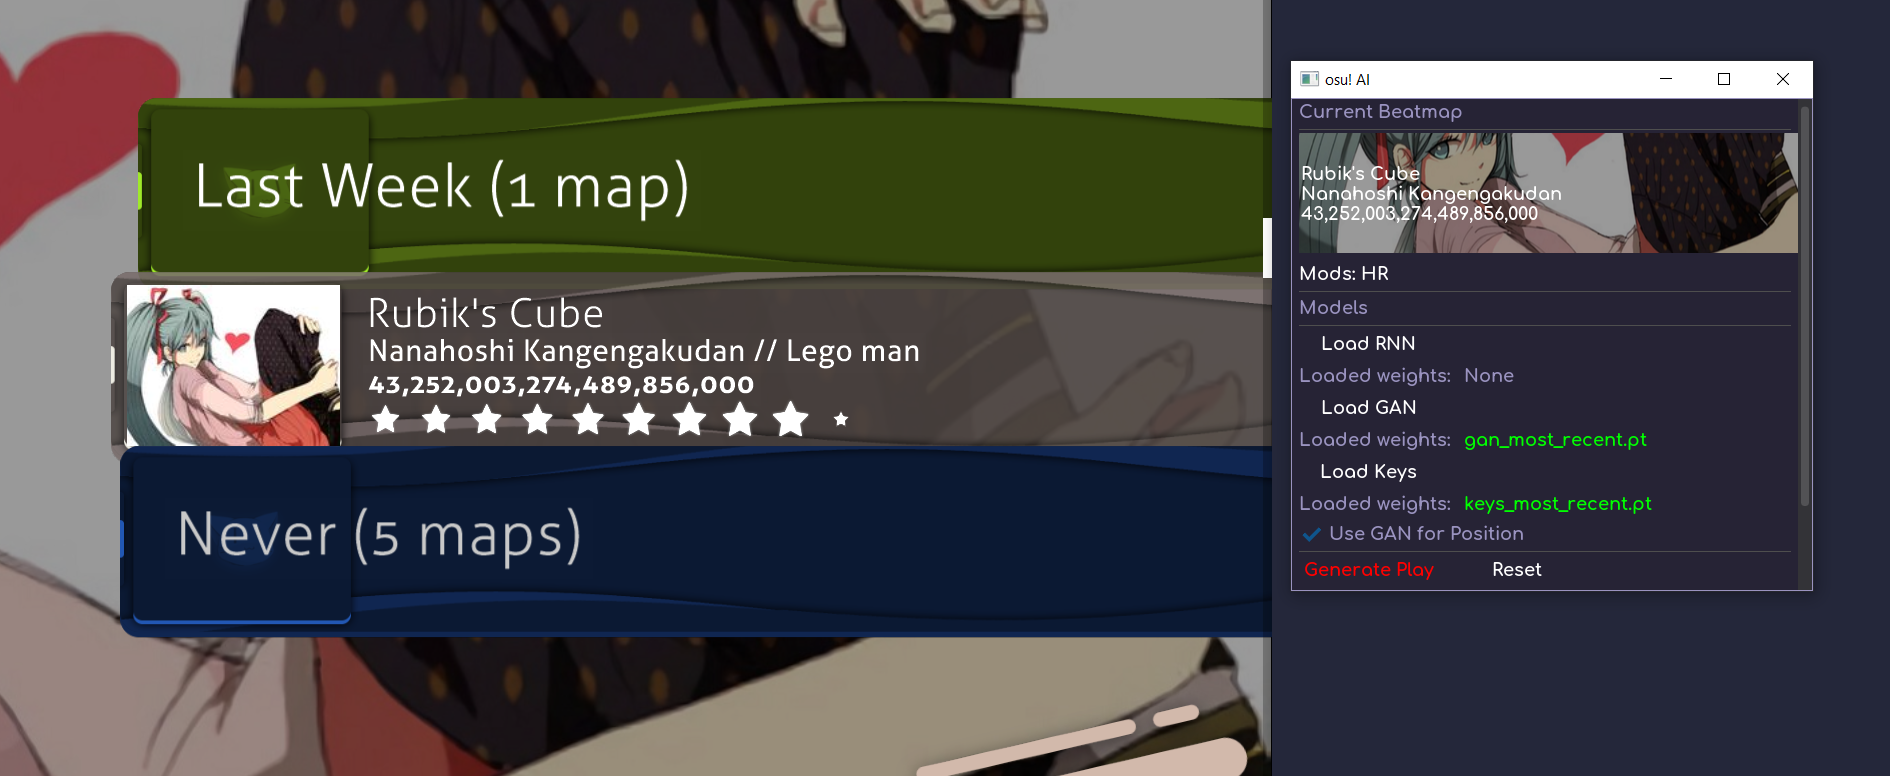 Last Week (1 map)
Rubik's Cube
Nanahoshi Kangengakudan // Lego man
43,252,003,274,489,856,000
Never (5 maps)
osu! AI
Current Beatmap
Rubik's Cube
Nanahoshi Kangengakudan
43,252,003,274,489,856,000
Mods: HR
Models
Load RNN
Loaded weights: None
Load GAN
Loaded weights: gan_most_recent.pt
Load Keys
Loaded weights: keys_most_recent.pt
Use GAN for Position
Generate Play Reset